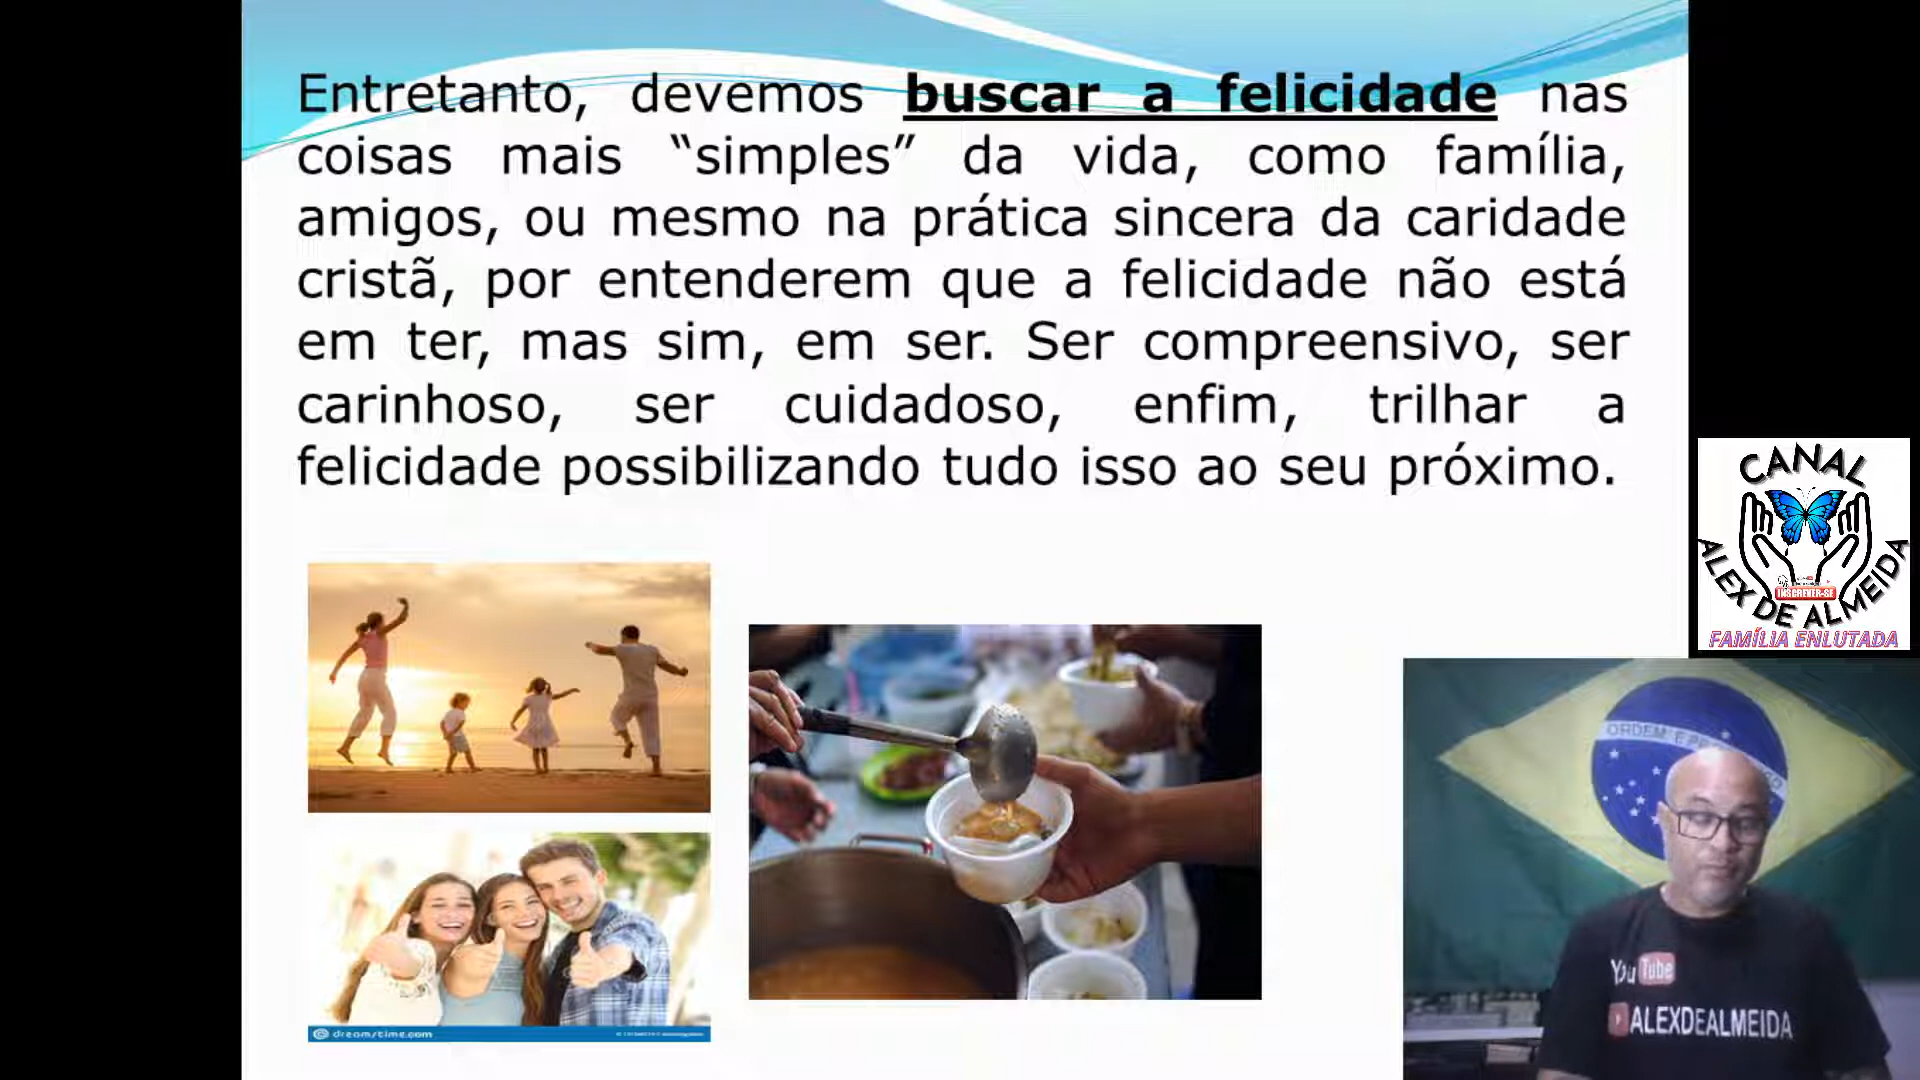 Entretanto, devemos buscar a felicidade nas
coisas mais “simples” da vida, como família,
amigos, ou mesmo na prática sincera da caridade
cristã, por entenderem que a felicidade não está
em ter, mas sim, em ser. Ser compreensivo, ser
carinhoso, ser cuidadoso, enfim, trilhar a
felicidade possibilizando tudo isso ao seu próximo.
CANAL
ALEX DE ALMEIDA
INSCREVER-SE
FAMÍLIA ENLUTADA
dreamstime.com
ORDEM E
YouTube
ALEXDEALMEIDA